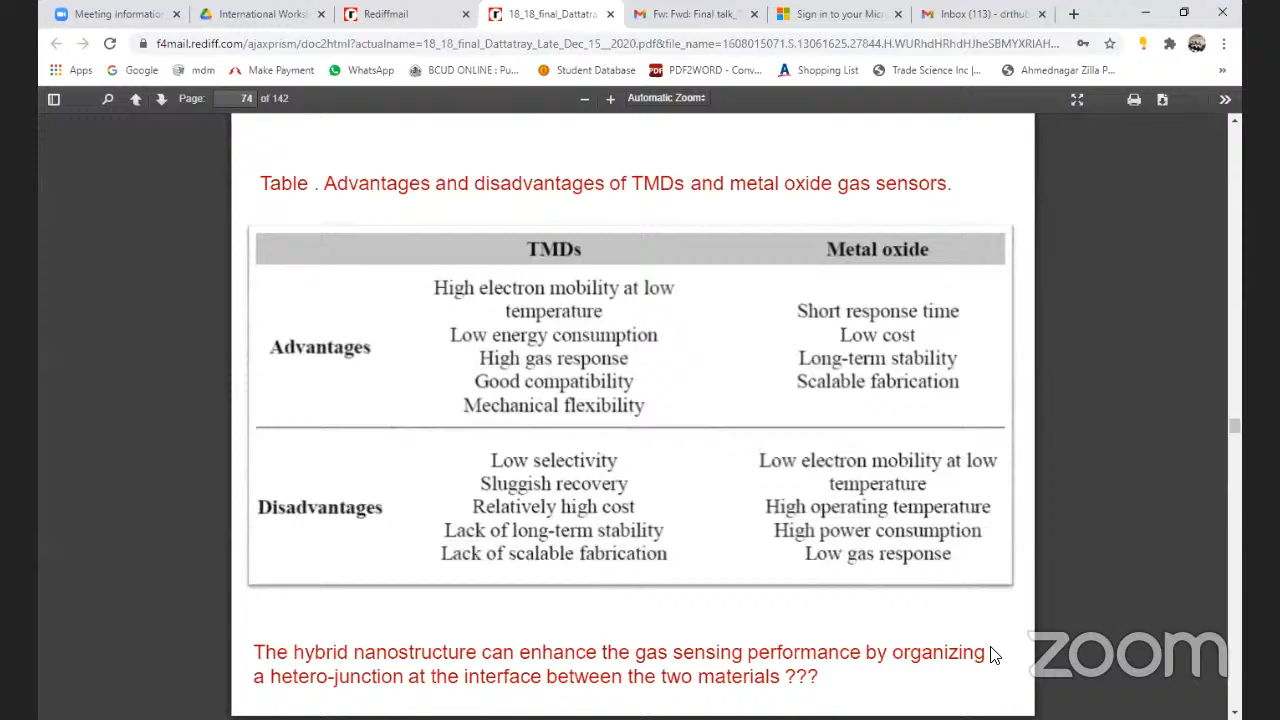 Meeting information
International Works
Rediffmail
18_18_final_Dattatra
Fw: Fwd: Final talk_
Sign in to your Mic
Inbox (113) - drthub
f4mail.rediff.com/ajaxprism/doc2html?actualname=18_18_final_Dattatray_Late_Dec_15__2020.pdf&file_name=1608015071.S.13061625.27844.H.WURhdHRhdHJheSBMYXRlIAH...
Apps
Google
mdm
Make Payment
WhatsApp
BCUD ONLINE : Pu...
Student Database
PDF2WORD - Conv...
Shopping List
Trade Science Inc |...
Ahmednagar Zilla P...
Page: 74 of 142
Automatic Zoom
Table . Advantages and disadvantages of TMDs and metal oxide gas sensors.
TMDs Metal oxide
Advantages
High electron mobility at low
temperature
Low energy consumption
High gas response
Good compatibility
Mechanical flexibility
Short response time
Low cost
Long-term stability
Scalable fabrication
Disadvantages
Low selectivity
Sluggish recovery
Relatively high cost
Lack of long-term stability
Lack of scalable fabrication
Low electron mobility at low
temperature
High operating temperature
High power consumption
Low gas response
The hybrid nanostructure can enhance the gas sensing performance by organizing
a hetero-junction at the interface between the two materials ???
zoom